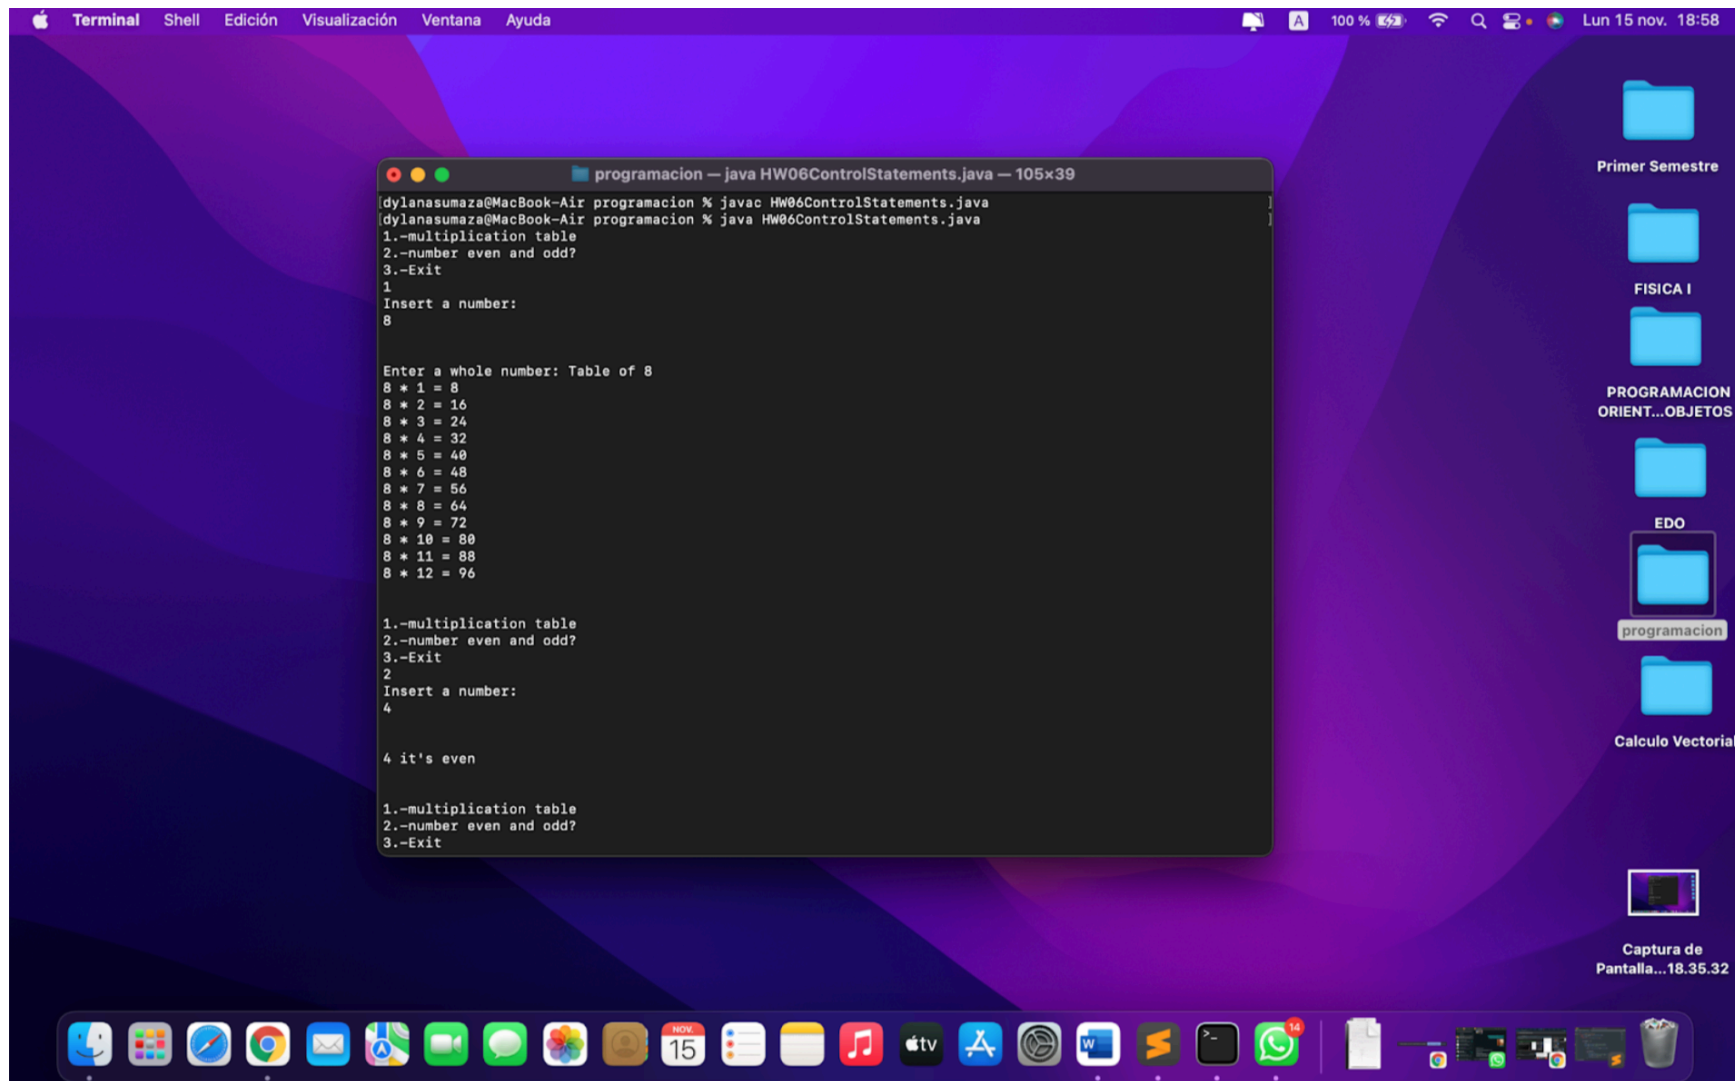 Terminal Shell Edición Visualización Ventana Ayuda A 100 % Lun 15 nov. 18:58
programacion — java HW06ControlStatements.java — 105×39
[dylanasumaza@MacBook-Air programacion % javac HW06ControlStatements.java ]
[dylanasumaza@MacBook-Air programacion % java HW06ControlStatements.java ]
1.-multiplication table
2.-number even and odd?
3.-Exit
1
Insert a number:
8
Enter a whole number: Table of 8
8 * 1 = 8
8 * 2 = 16
8 * 3 = 24
8 * 4 = 32
8 * 5 = 40
8 * 6 = 48
8 * 7 = 56
8 * 8 = 64
8 * 9 = 72
8 * 10 = 80
8 * 11 = 88
8 * 12 = 96
1.-multiplication table
2.-number even and odd?
3.-Exit
2
Insert a number:
4
4 it's even
1.-multiplication table
2.-number even and odd?
3.-Exit
Primer Semestre
FISICA I
PROGRAMACION
ORIENT...OBJETOS
EDO
programacion
Calculo Vectorial
Captura de
Pantalla...18.35.32
NOV.
15
tv
W
>_
14